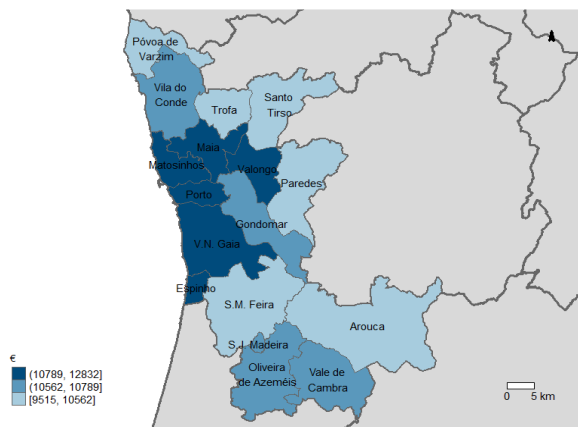 Póvoa de
Varzim
Vila do
Conde
Trofa
Santo
Tirso
Maia
Matosinhos
Valongo
Paredes
Porto
Gondomar
V.N. Gaia
Espinho
S.M. Feira
Arouca
S.J. Madeira
Oliveira
de Azeméis
Vale de
Cambra
€
(10789, 12832]
(10562, 10789]
[9515, 10562]
0 5 km